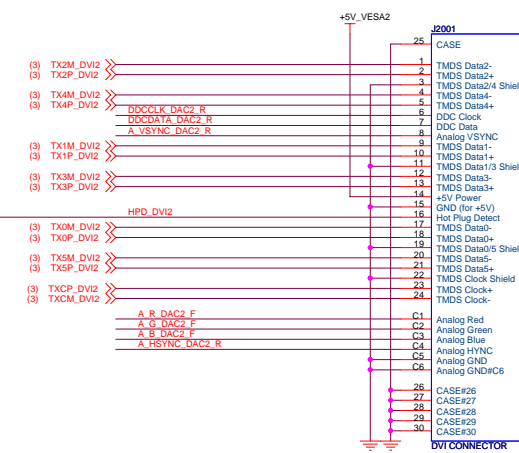 +5V_VESA2
J2001
25 CASE
(3) TX2M_DVI2 1 TMDS Data2-
(3) TX2P_DVI2 2 TMDS Data2+
3 TMDS Data2/4 Shiel
(3) TX4M_DVI2 4 TMDS Data4-
(3) TX4P_DVI2 5 TMDS Data4+
DDCCLK_DAC2_R 6 DDC Clock
DDCDATA_DAC2_R 7 DDC Data
A_VSYNC_DAC2_R 8 Analog VSYNC
(3) TX1M_DVI2 9 TMDS Data1-
(3) TX1P_DVI2 10 TMDS Data1+
11 TMDS Data1/3 Shiel
(3) TX3M_DVI2 12 TMDS Data3-
(3) TX3P_DVI2 13 TMDS Data3+
14 +5V Power
15 GND (for +5V)
HPD_DVI2 16 Hot Plug Detect
(3) TX0M_DVI2 17 TMDS Data0-
(3) TX0P_DVI2 18 TMDS Data0+
19 TMDS Data0/5 Shiel
(3) TX5M_DVI2 20 TMDS Data5-
(3) TX5P_DVI2 21 TMDS Data5+
22 TMDS Clock Shield
(3) TXCP_DVI2 23 TMDS Clock+
(3) TXCM_DVI2 24 TMDS Clock-
A_R_DAC2_F C1 Analog Red
A_G_DAC2_F C2 Analog Green
A_B_DAC2_F C3 Analog Blue
A_HSYNC_DAC2_R C4 Analog HYNC
C5 Analog GND
C6 Analog GND#C6
26 CASE#26
27 CASE#27
28 CASE#28
29 CASE#29
30 CASE#30
DVI CONNECTOR